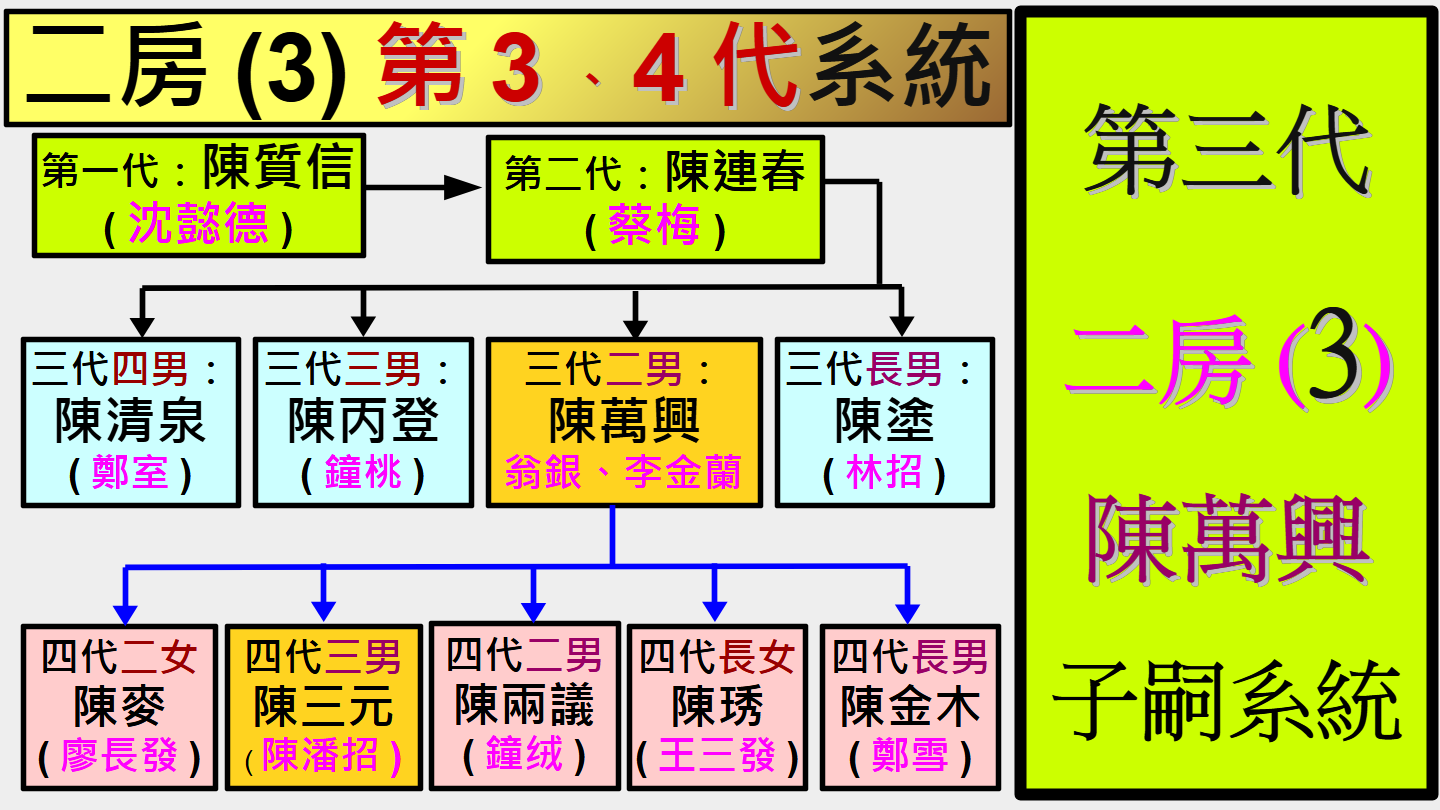 二房(3)第3、4代系統
第一代：陳質信
(沈懿德)
第二代：陳連春
(蔡梅)
三代四男：
陳清泉
(鄭室)
三代三男：
陳丙登
(鐘桃)
三代二男：
陳萬興
翁銀、李金蘭
三代長男：
陳塗
(林招)
四代二女
陳麥
(廖長發)
四代三男
陳三元
(陳潘招)
四代二男
陳兩議
(鐘绒)
四代長女
陳琇
(王三發)
四代長男
陳金木
(鄭雪)
第三代
二房(3)
陳萬興
子嗣系統